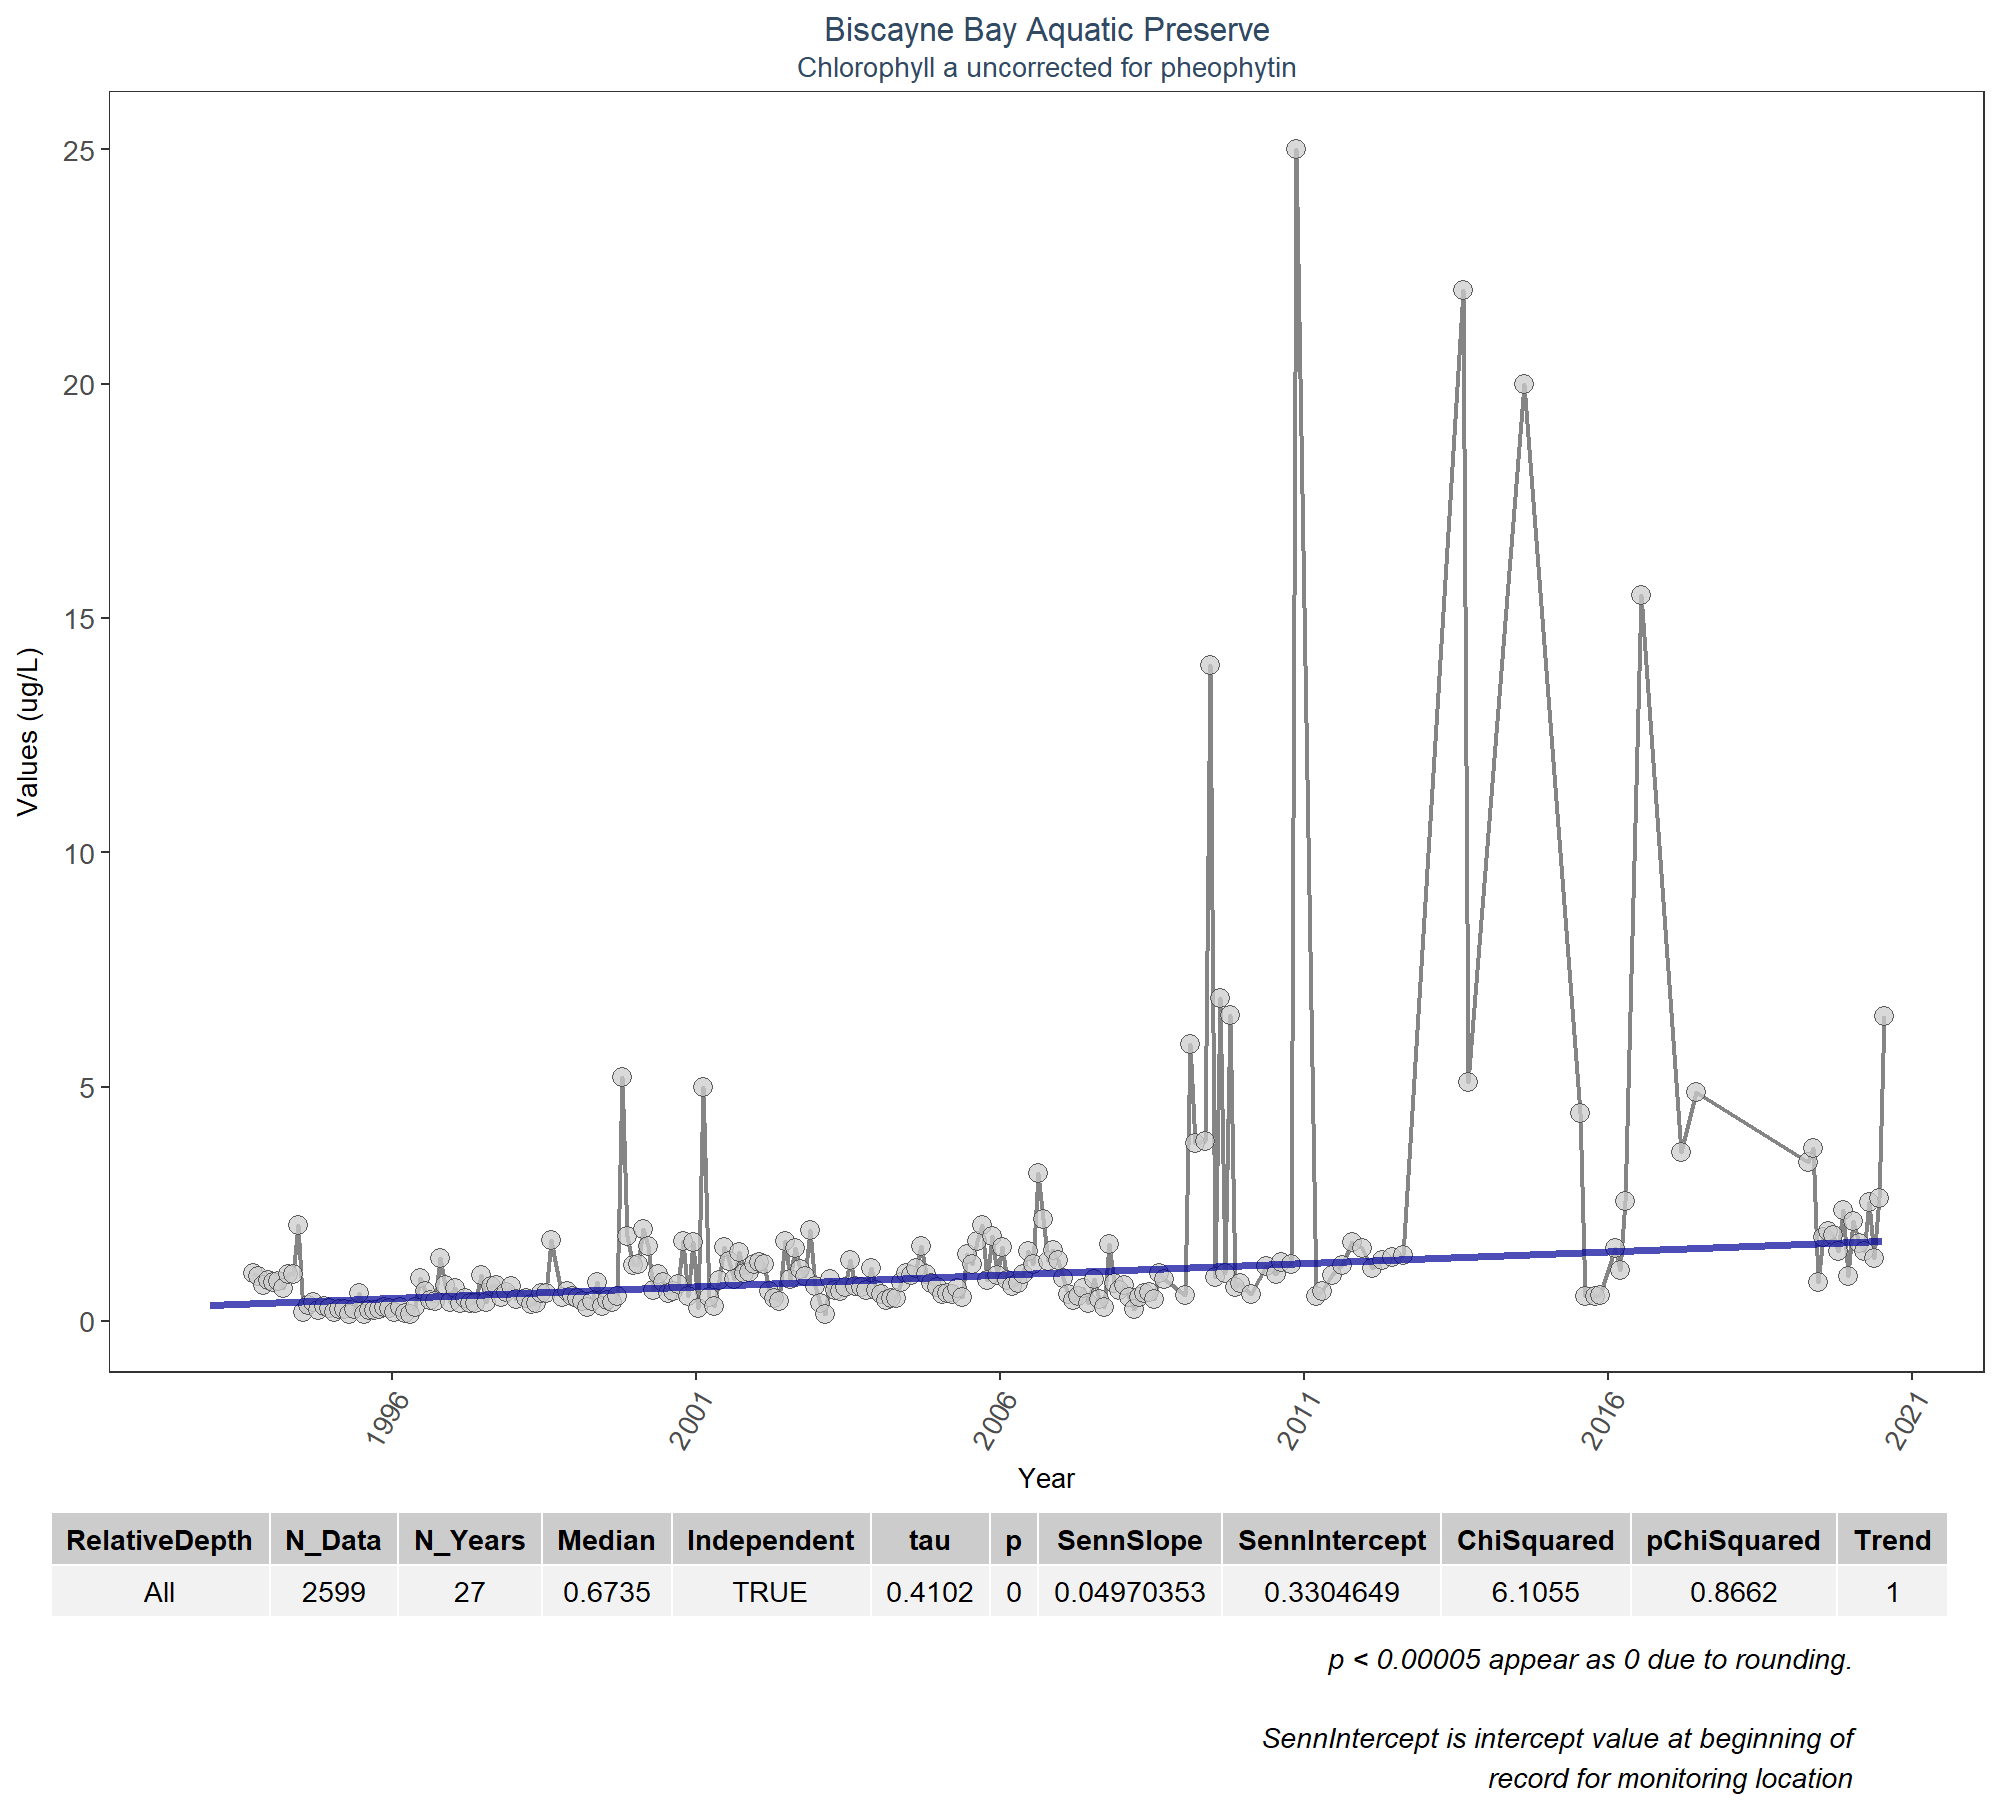 Biscayne Bay Aquatic Preserve
Chlorophyll a uncorrected for pheophytin
25
20
15
10
5
0
Values (ug/L)
1996
2001
2006
2011
2016
2021
Year
RelativeDepth N_Data N_Years Median Independent tau p SennSlope SennIntercept ChiSquared pChiSquared Trend
All 2599 27 0.6735 TRUE 0.4102 0 0.04970353 0.3304649 6.1055 0.8662 1
p < 0.00005 appear as 0 due to rounding.
SennIntercept is intercept value at beginning of
record for monitoring location